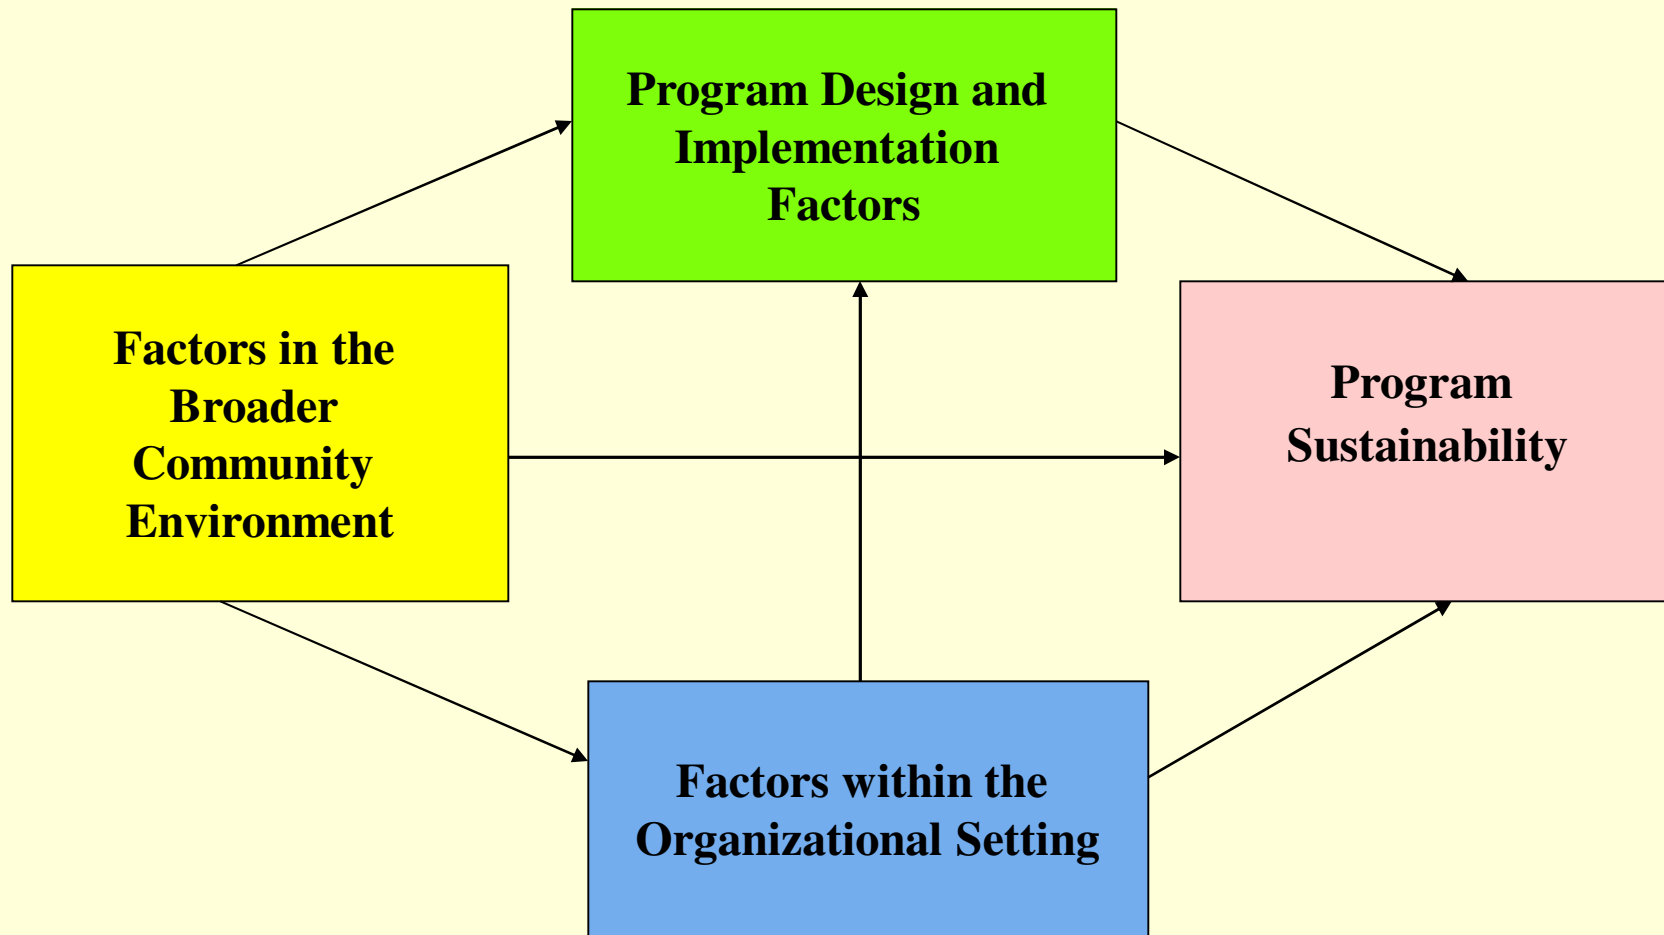 Program Design and
Implementation
Factors
Factors in the
Broader
Community
Environment
Program
Sustainability
Factors within the
Organizational Setting